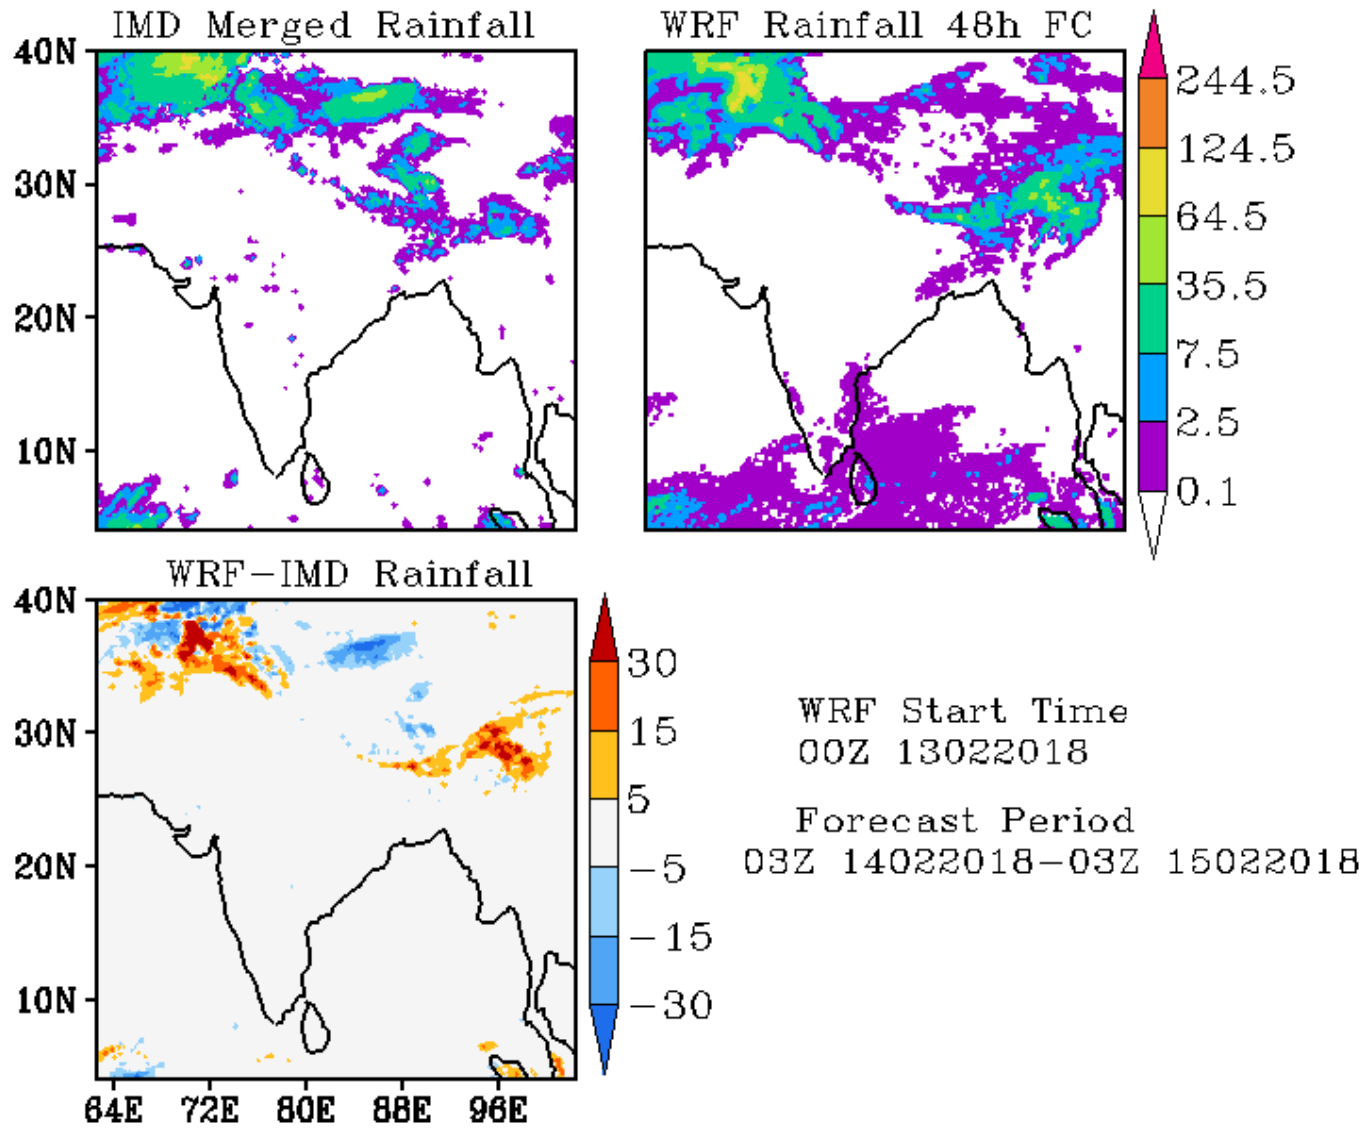 IMD Merged Rainfall
WRF Rainfall 48h FC
40N
30N
20N
10N
244.5
124.5
64.5
35.5
7.5
2.5
0.1
WRF-IMD Rainfall
40N
30N
20N
10N
64E 72E 80E 88E 96E
30
15
5
-5
-15
-30
WRF Start Time
00Z 13022018
Forecast Period
03Z 14022018-03Z 15022018